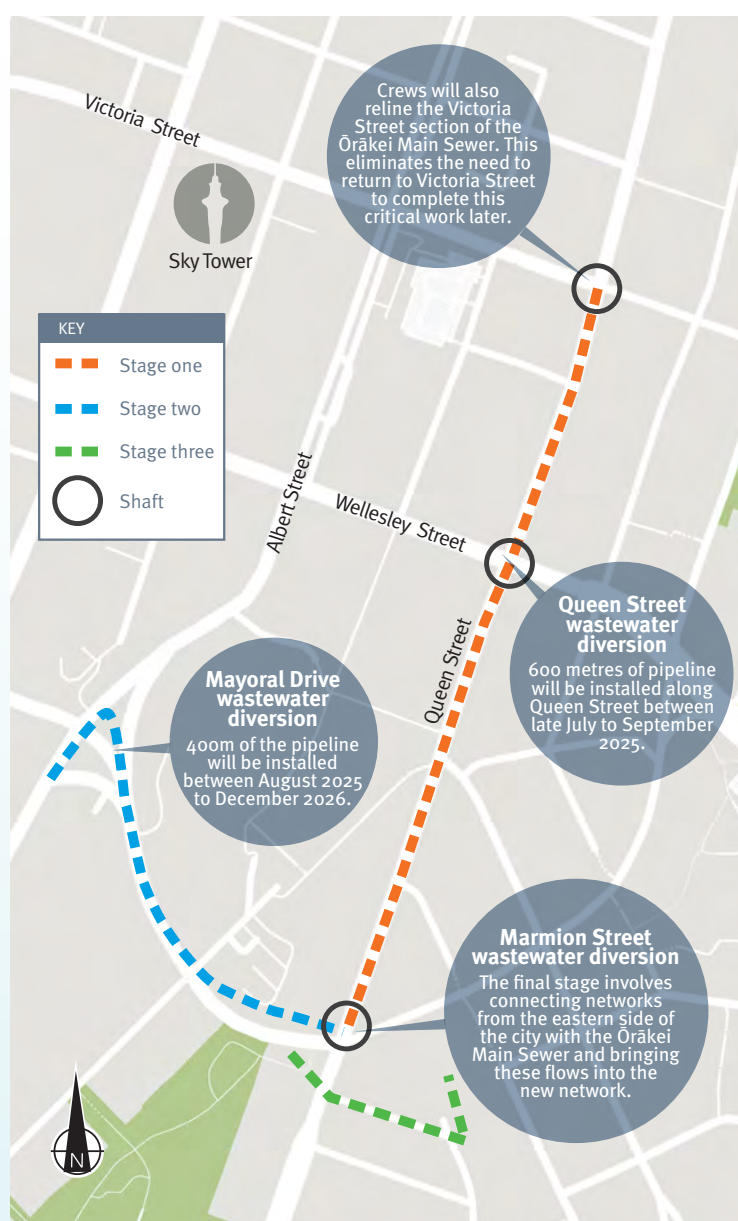 Crews will also
reline the Victoria
Street section of the
Ōrākei Main Sewer. This
eliminates the need to
return to Victoria Street
to complete this
critical work later.
Victoria Street
Sky Tower
KEY
Stage one
Stage two
Stage three
Shaft
Albert Street
Wellesley Street
Queen Street
Queen Street
wastewater
diversion
600 metres of pipeline
will be installed along
Queen Street between
late July to September
2025.
Mayoral Drive
wastewater
diversion
400m of the pipeline
will be installed
between August 2025
to December 2026.
Marmion Street
wastewater diversion
The final stage involves
connecting networks
from the eastern side of
the city with the Ōrākei
Main Sewer and bringing
these flows into the
new network.
N